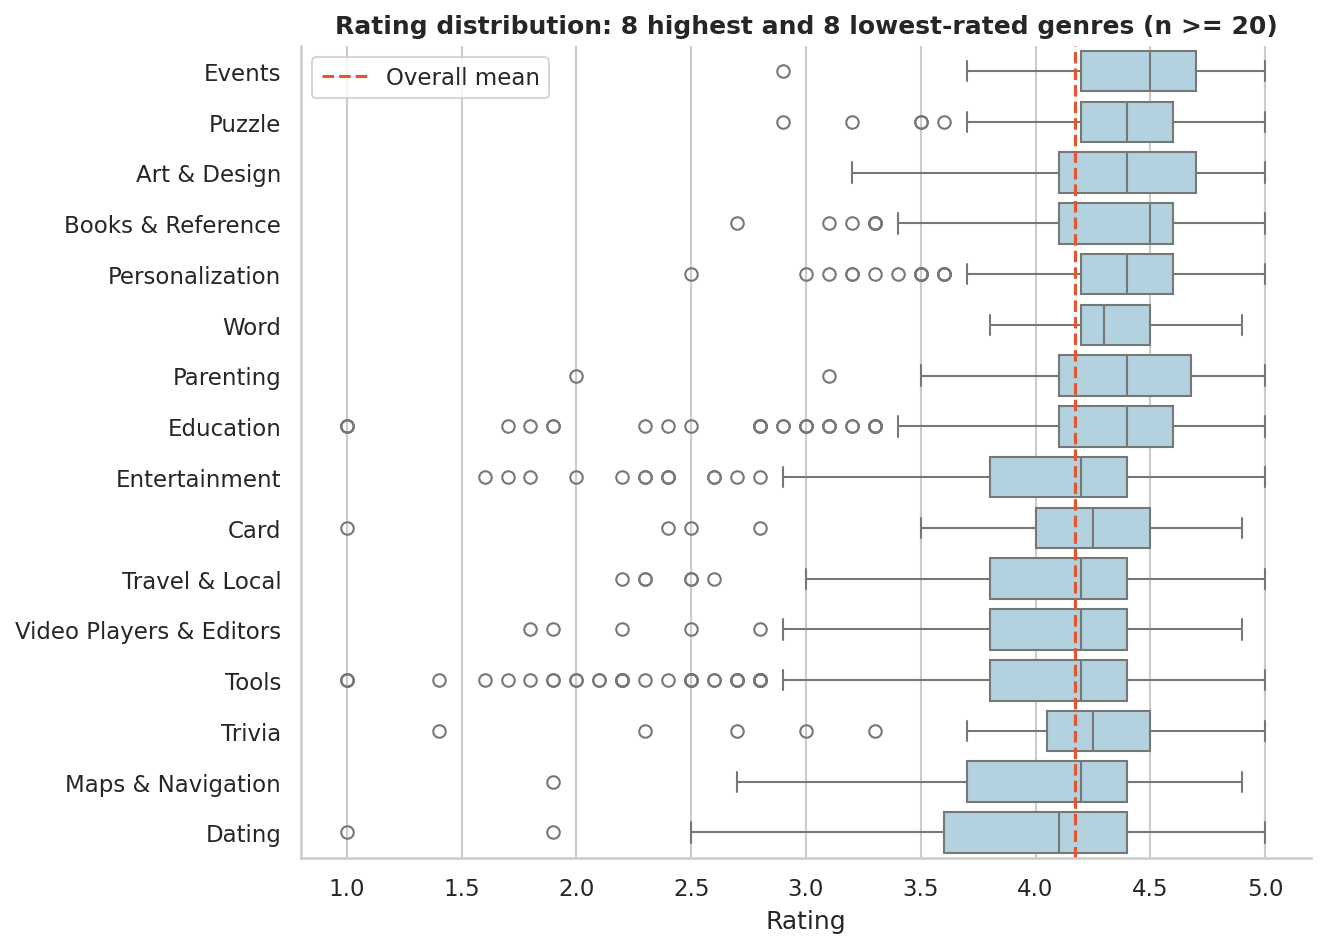 Rating distribution: 8 highest and 8 lowest-rated genres (n >= 20)
Overall mean
Events
Puzzle
Art & Design
Books & Reference
Personalization
Word
Parenting
Education
Entertainment
Card
Travel & Local
Video Players & Editors
Tools
Trivia
Maps & Navigation
Dating
1.0 1.5 2.0 2.5 3.0 3.5 4.0 4.5 5.0
Rating